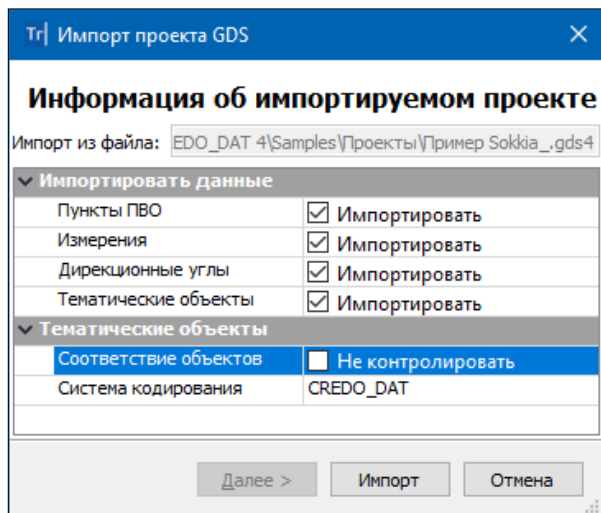 Tr Импорт проекта GDS
Информация об импортируемом проекте
Импорт из файла: EDO_DAT 4\Samples\Проекты\Пример Sokkia_.gds4
Импортировать данные
Пункты ПВО Импортировать
Измерения Импортировать
Дирекционные углы Импортировать
Тематические объекты Импортировать
Тематические объекты
Соответствие объектов Не контролировать
Система кодирования CREDO_DAT
Далее > Импорт Отмена